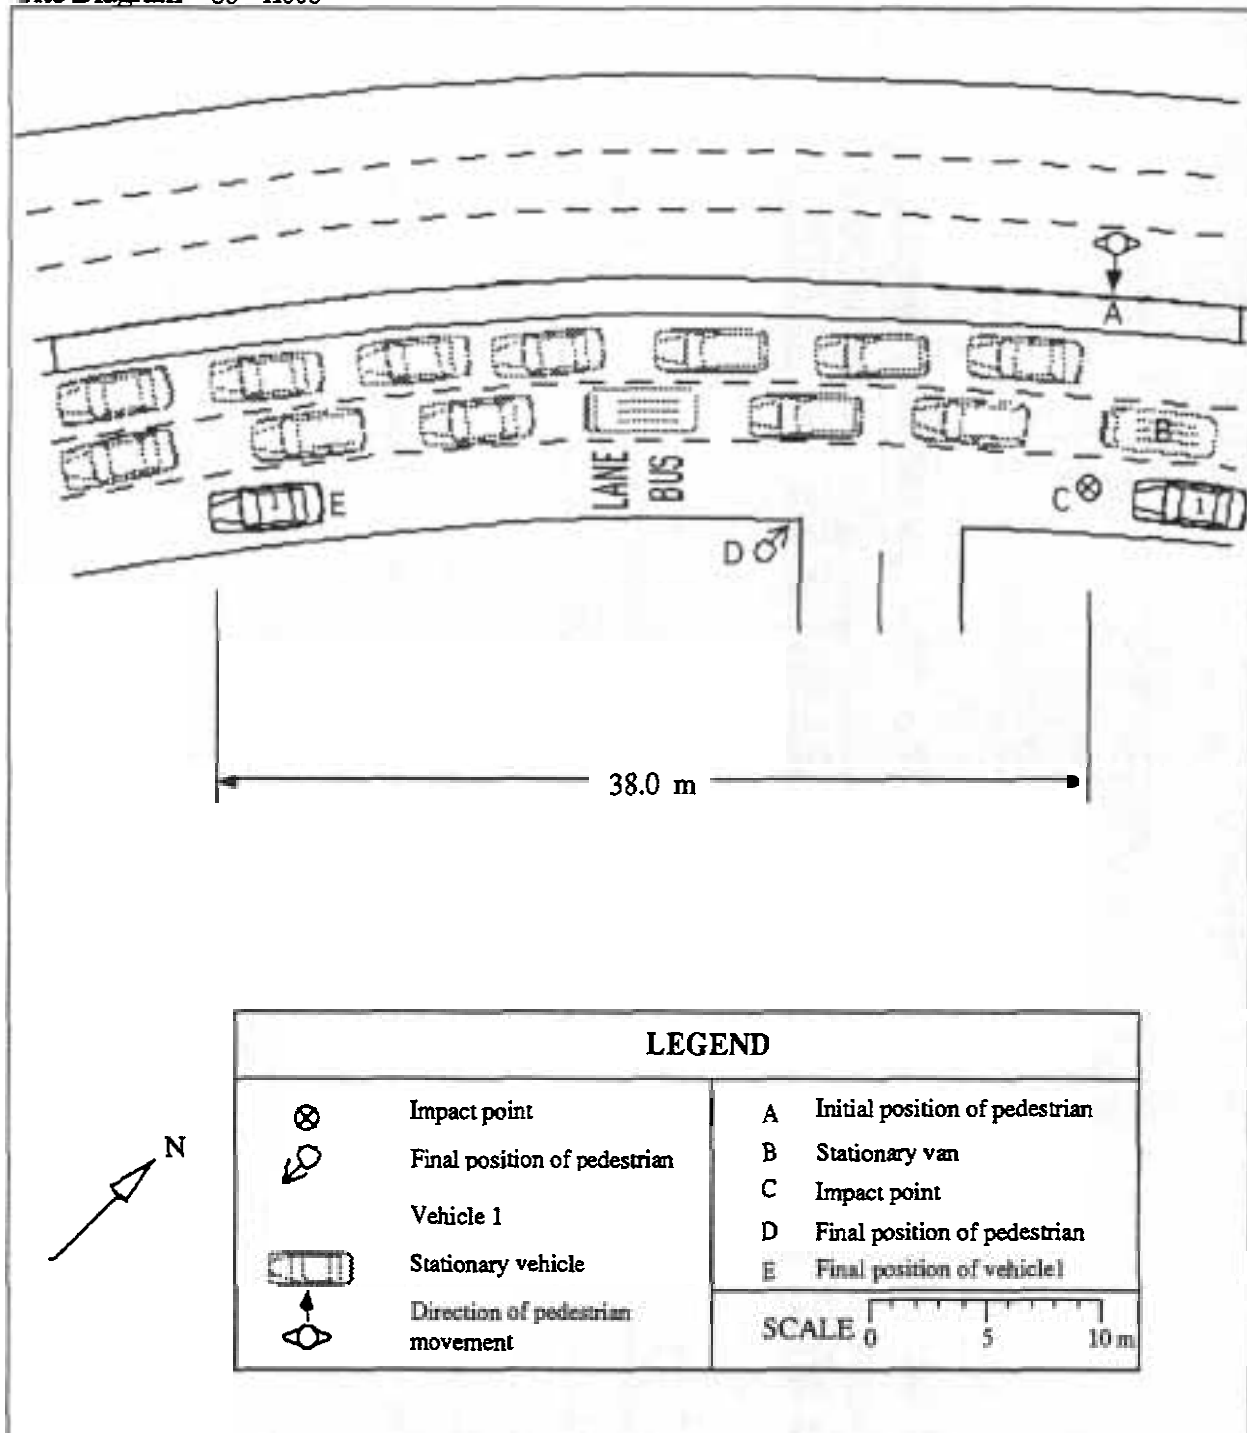 A
B
C
1
1
E
LANE
BUS
D
38.0 m
LEGEND
N
Impact point
Final position of pedestrian
Vehicle 1
Stationary vehicle
Direction of pedestrian
movement
A Initial position of pedestrian
B Stationary van
C Impact point
D Final position of pedestrian
E Final position of vehicle1
SCALE 0 5 10 m